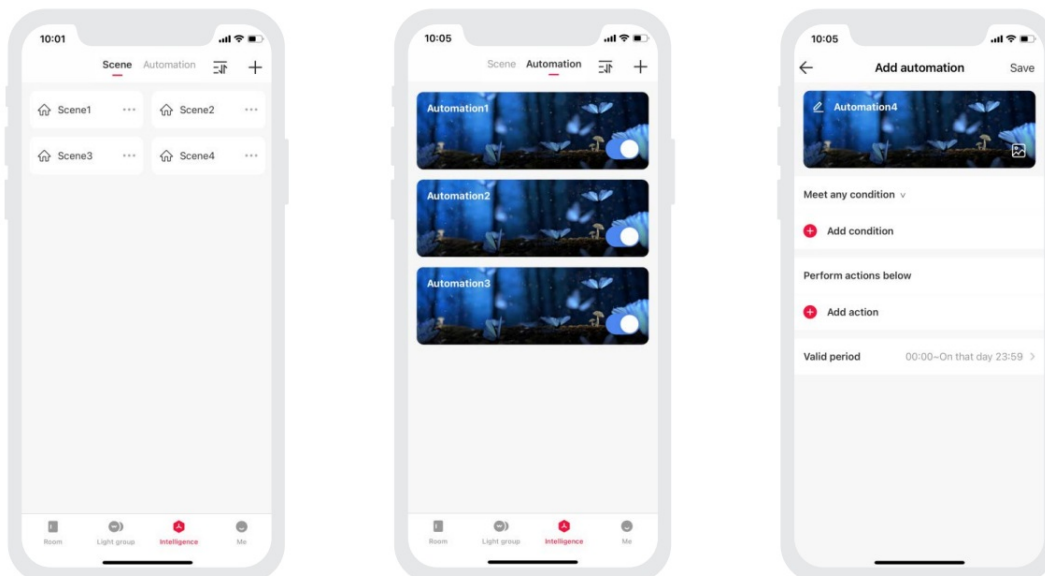 10:01
Scene Automation
Scene1 Scene2
Scene3 Scene4
Room Light group Intelligence Me
10:05
Scene Automation
Automation1
Automation2
Automation3
Room Light group Intelligence Me
10:05
Add automation Save
Automation4
Meet any condition
Add condition
Perform actions below
Add action
Valid period 00:00~On that day 23:59